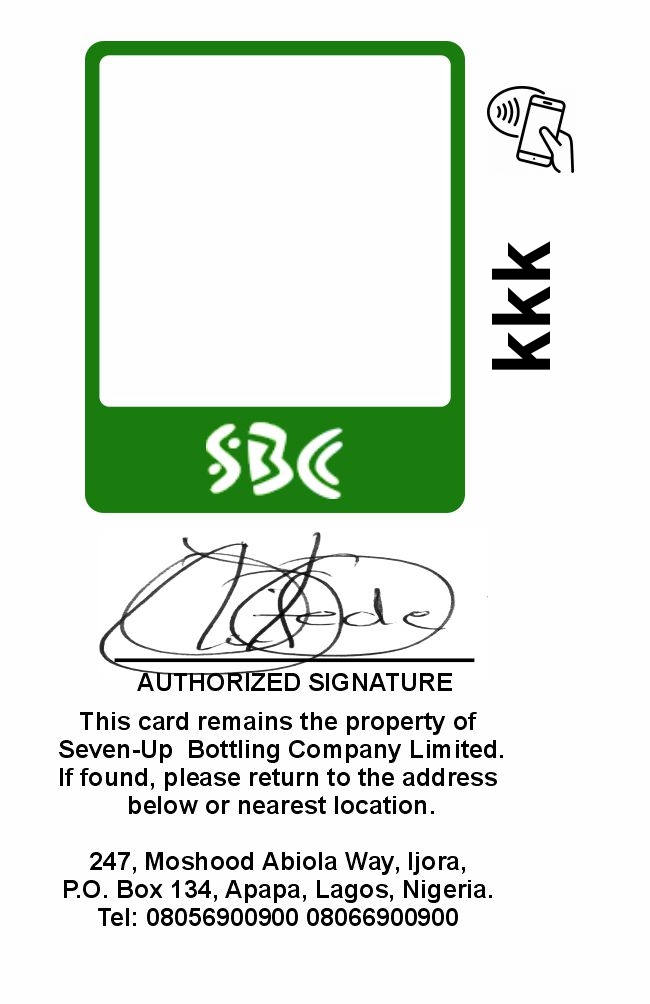 kkk
SBC
AUTHORIZED SIGNATURE
This card remains the property of
Seven-Up Bottling Company Limited.
If found, please return to the address
below or nearest location.
247, Moshood Abiola Way, Ijora,
P.O. Box 134, Apapa, Lagos, Nigeria.
Tel: 08056900900 08066900900